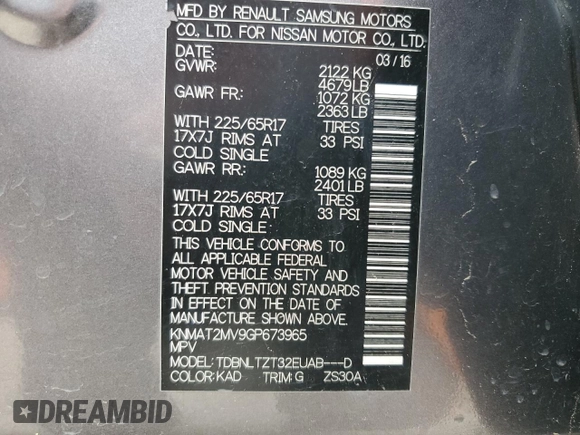 MFD BY RENAULT SAMSUNG MOTORS
CO., LTD. FOR NISSAN MOTOR CO., LTD.
DATE: 03/16
GVWR: 2122 KG
4679 LB
GAWR FR: 1072 KG
2363 LB
WITH 225/65R17 TIRES
17X7J RIMS AT 33 PSI
COLD SINGLE
GAWR RR: 1089 KG
2401 LB
WITH 225/65R17 TIRES
17X7J RIMS AT 33 PSI
COLD SINGLE
THIS VEHICLE CONFORMS TO
ALL APPLICABLE FEDERAL
MOTOR VEHICLE SAFETY AND
THEFT PREVENTION STANDARDS
IN EFFECT ON THE DATE OF
MANUFACTURE SHOWN ABOVE
KNMAT2MV9GP673965
MPV
MODEL: TDBNLTZT32EUAB---D
COLOR: KAD TRIM: G ZS30A
DREAMBID